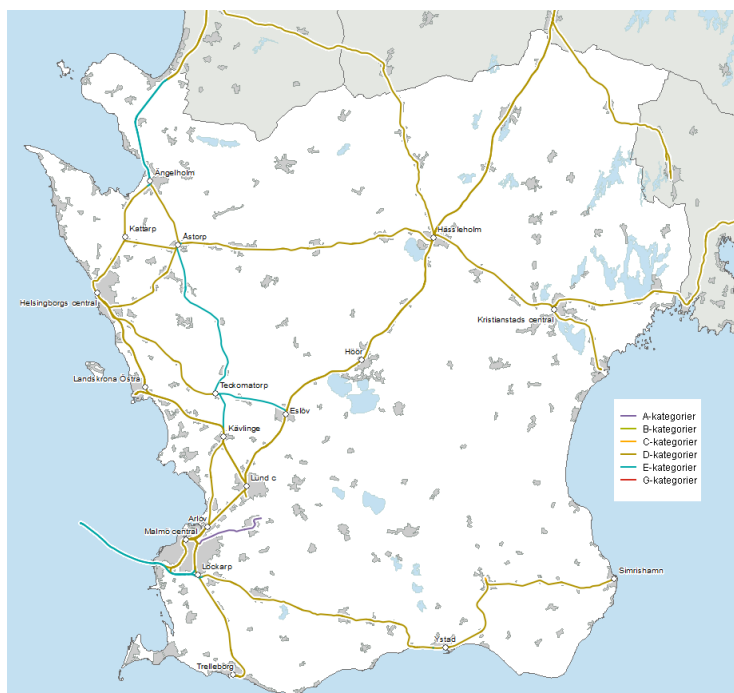 Ängelholm
Kattarp
Åstorp
Hässleholm
Helsingborgs central
Kristianstads central
Höör
Landskrona Östra
Teckomatorp
Eslöv
Kävlinge
A-kategorier
B-kategorier
C-kategorier
D-kategorier
E-kategorier
G-kategorier
Lund c
Arlöv
Malmö central
Lockarp
Simrishamn
Ystad
Trelleborg